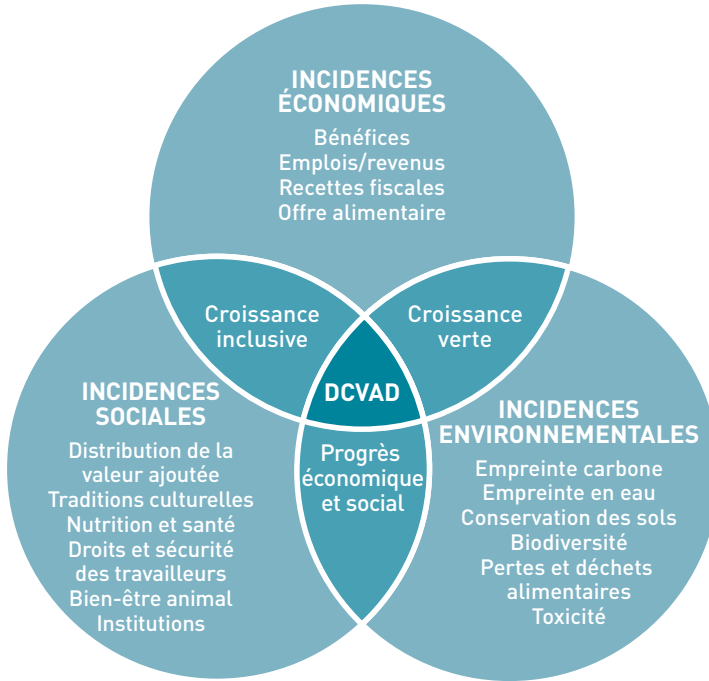 INCIDENCES
ÉCONOMIQUES
Bénéfices
Emplois/revenus
Recettes fiscales
Offre alimentaire
Croissance
inclusive
Croissance
verte
DCVAD
INCIDENCES
SOCIALES
Distribution de la
valeur ajoutée
Traditions culturelles
Nutrition et santé
Droits et sécurité
des travailleurs
Bien-être animal
Institutions
Progrès
économique
et social
INCIDENCES
ENVIRONNEMENTALES
Empreinte carbone
Empreinte en eau
Conservation des sols
Biodiversité
Pertes et déchets
alimentaires
Toxicité